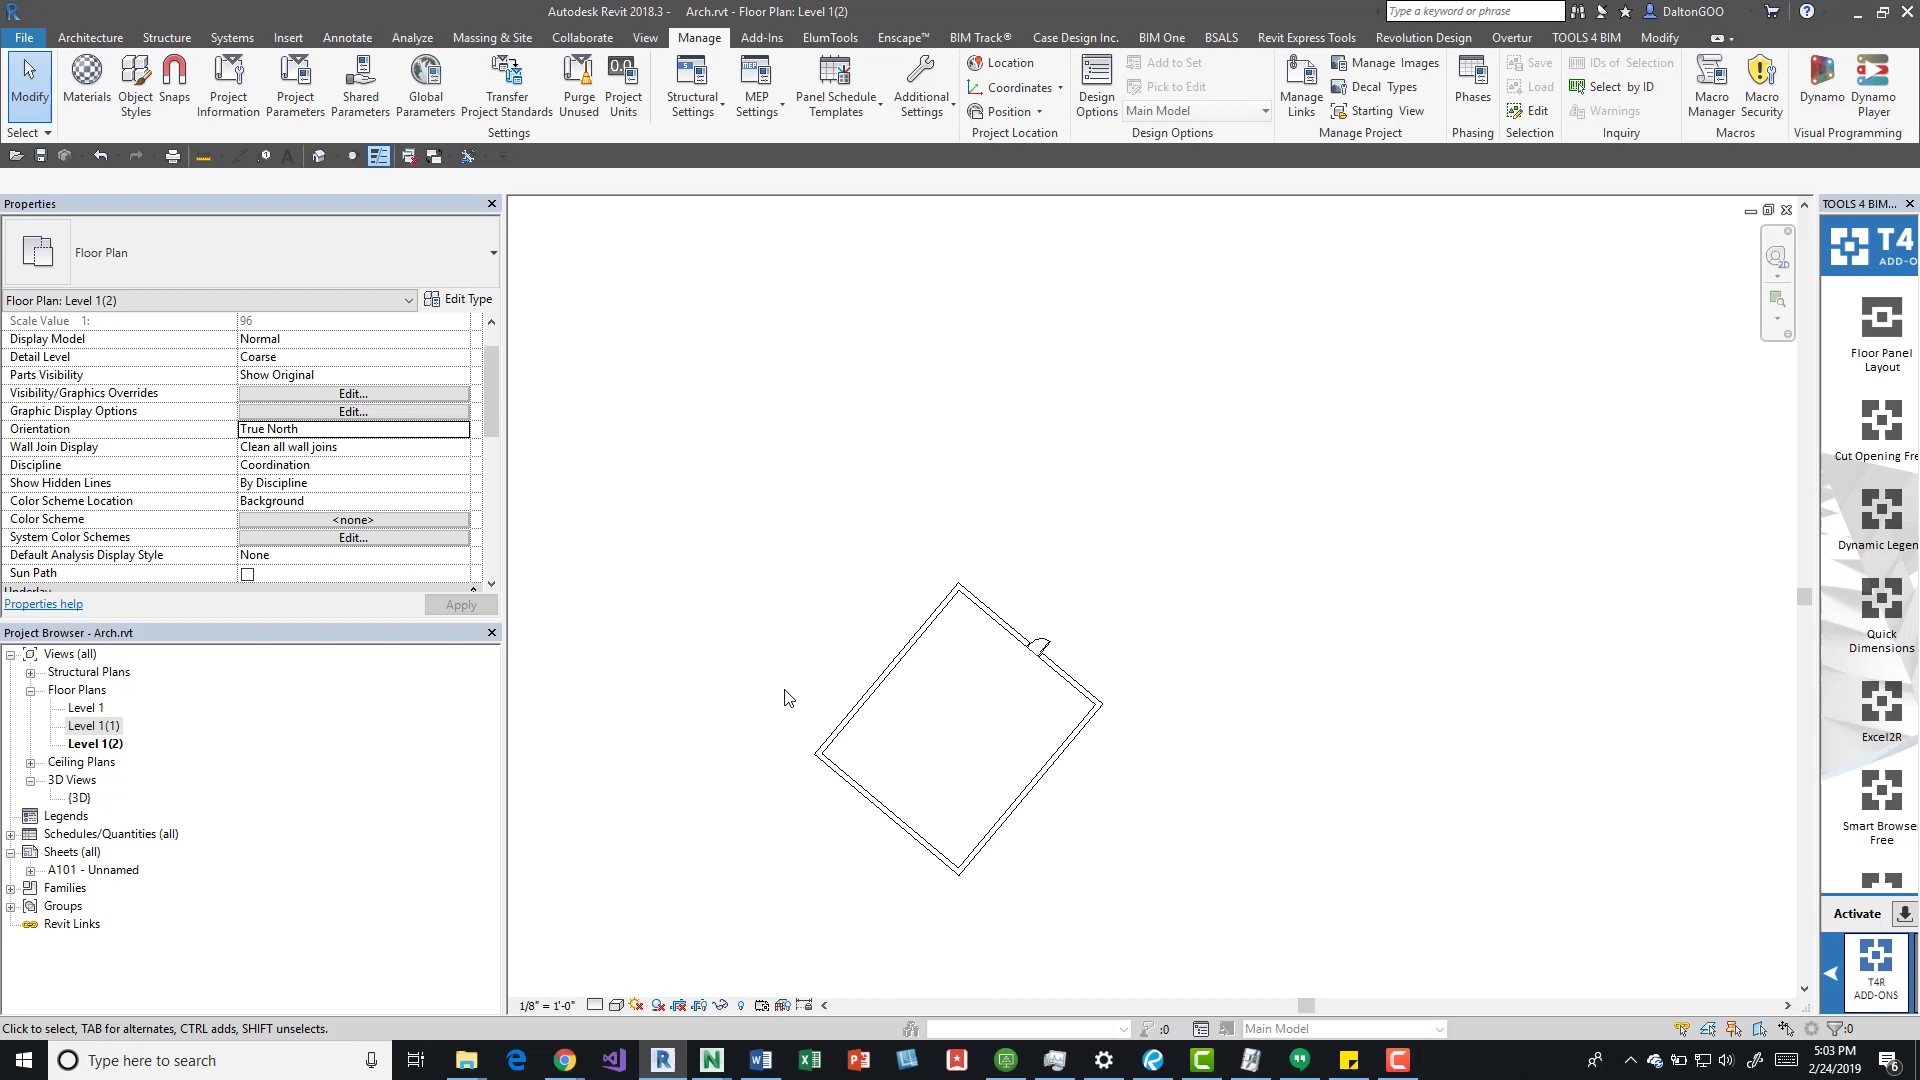 Autodesk Revit 2018.3 - Arch.rvt - Floor Plan: Level 1(2)
Type a keyword or phrase
DaltonGOO
File Architecture Structure Systems Insert Annotate Analyze Massing & Site Collaborate View Manage Add-Ins ElumTools Enscape™ BIM Track® Case Design Inc. BIM One BSALS Revit Express Tools Revolution Design Overtur TOOLS 4 BIM Modify
Modify
Materials
Object Styles
Snaps
Project Information
Project Parameters
Shared Parameters
Global Parameters
Transfer Project Standards
Purge Unused
0.0
Project Units
Structural Settings
MEP
MEP Settings
Panel Schedule Templates
Additional Settings
Location
Coordinates
Position
Design Options
Add to Set
Pick to Edit
Main Model
Manage Links
Manage Images
Decal Types
Starting View
Phases
Save
Load
Edit
IDs of Selection
Select by ID
Warnings
Macro Manager
Macro Security
Dynamo
Dynamo Player
Select Settings Project Location Design Options Manage Project Phasing Selection Inquiry Macros Visual Programming
Properties
Floor Plan
Floor Plan: Level 1(2)
Edit Type
Scale Value 1: 96
Display Model Normal
Detail Level Coarse
Parts Visibility Show Original
Visibility/Graphics Overrides Edit...
Graphic Display Options Edit...
Orientation True North
Wall Join Display Clean all wall joins
Discipline Coordination
Show Hidden Lines By Discipline
Color Scheme Location Background
Color Scheme <none>
System Color Schemes Edit...
Default Analysis Display Style None
Sun Path
Underlay
Properties help
Apply
Project Browser - Arch.rvt
Views (all)
Structural Plans
Floor Plans
Level 1
Level 1(1)
Level 1(2)
Ceiling Plans
3D Views
{3D}
Legends
Schedules/Quantities (all)
Sheets (all)
A101 - Unnamed
Families
Groups
Revit Links
2D
TOOLS 4 BIM...
T4
ADD-O
Floor Panel
Layout
Cut Opening Fre
Dynamic Legen
Quick
Dimensions
Excel2R
Smart Browse
Free
Activate
T4R
ADD-ONS
1/8" = 1'-0"
Click to select, TAB for alternates, CTRL adds, SHIFT unselects.
:0
Main Model
:0
Type here to search
5:03 PM
2/24/2019
6